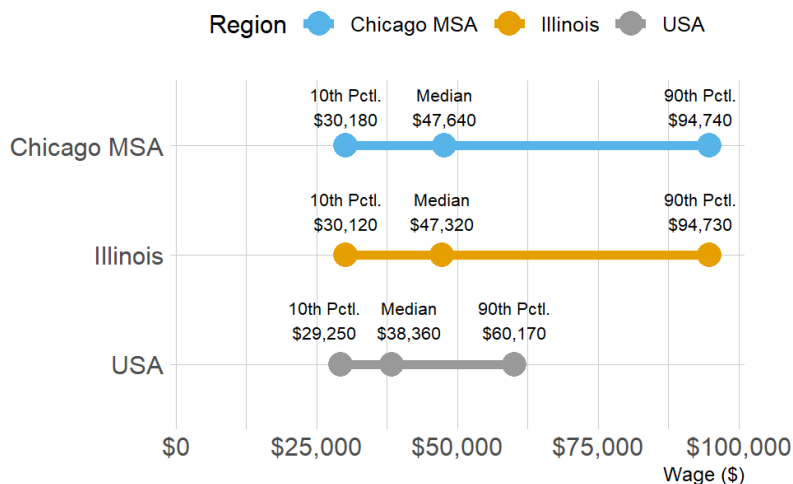 Region Chicago MSA Illinois USA
10th Pctl. Median 90th Pctl.
$30,180 $47,640 $94,740
Chicago MSA
10th Pctl. Median 90th Pctl.
$30,120 $47,320 $94,730
Illinois
10th Pctl. Median 90th Pctl.
$29,250 $38,360 $60,170
USA
$0 $25,000 $50,000 $75,000 $100,000
Wage ($)